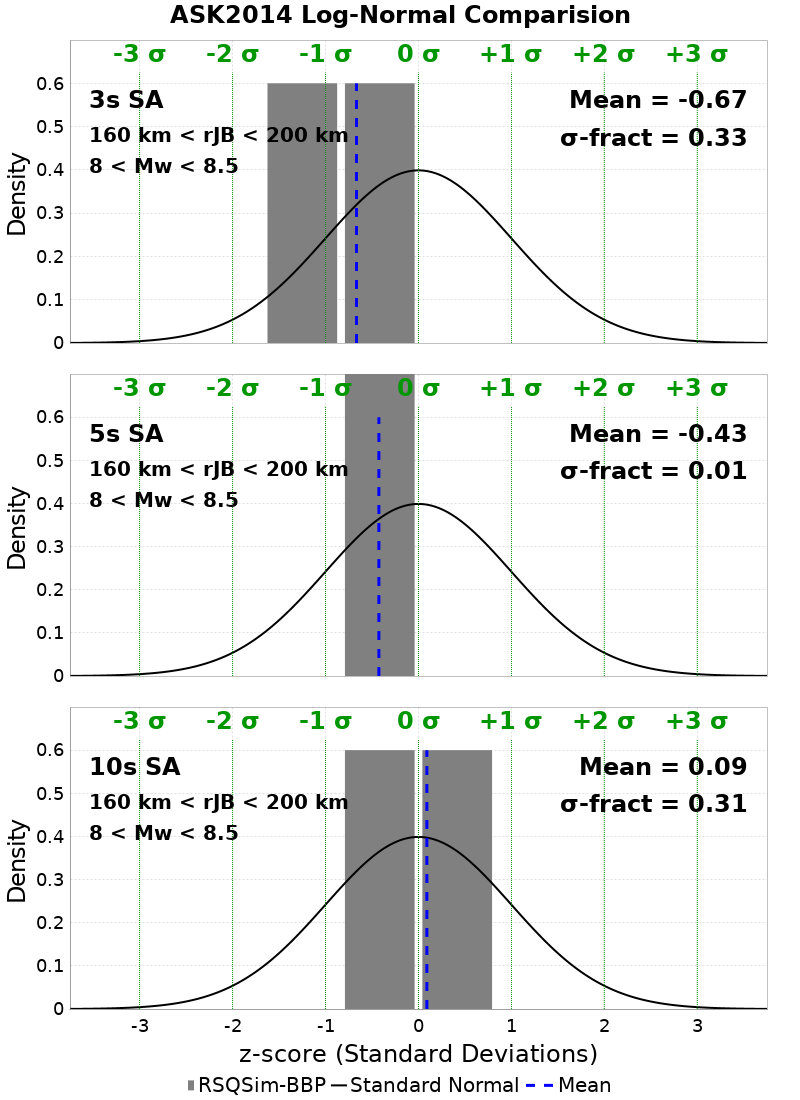 ASK2014 Log-Normal Comparision
-3 σ -2 σ -1 σ 0 σ +1 σ +2 σ +3 σ
3s SA
160 km < rJB < 200 km
8 < Mw < 8.5
Mean = -0.67
σ-fract = 0.33
0.6
0.5
0.4
0.3
0.2
0.1
0
Density
-3 σ -2 σ -1 σ 0 σ +1 σ +2 σ +3 σ
5s SA
160 km < rJB < 200 km
8 < Mw < 8.5
Mean = -0.43
σ-fract = 0.01
0.6
0.5
0.4
0.3
0.2
0.1
0
Density
-3 σ -2 σ -1 σ 0 σ +1 σ +2 σ +3 σ
10s SA
160 km < rJB < 200 km
8 < Mw < 8.5
Mean = 0.09
σ-fract = 0.31
0.6
0.5
0.4
0.3
0.2
0.1
0
Density
-3 -2 -1 0 1 2 3
z-score (Standard Deviations)
RSQSim-BBP Standard Normal Mean